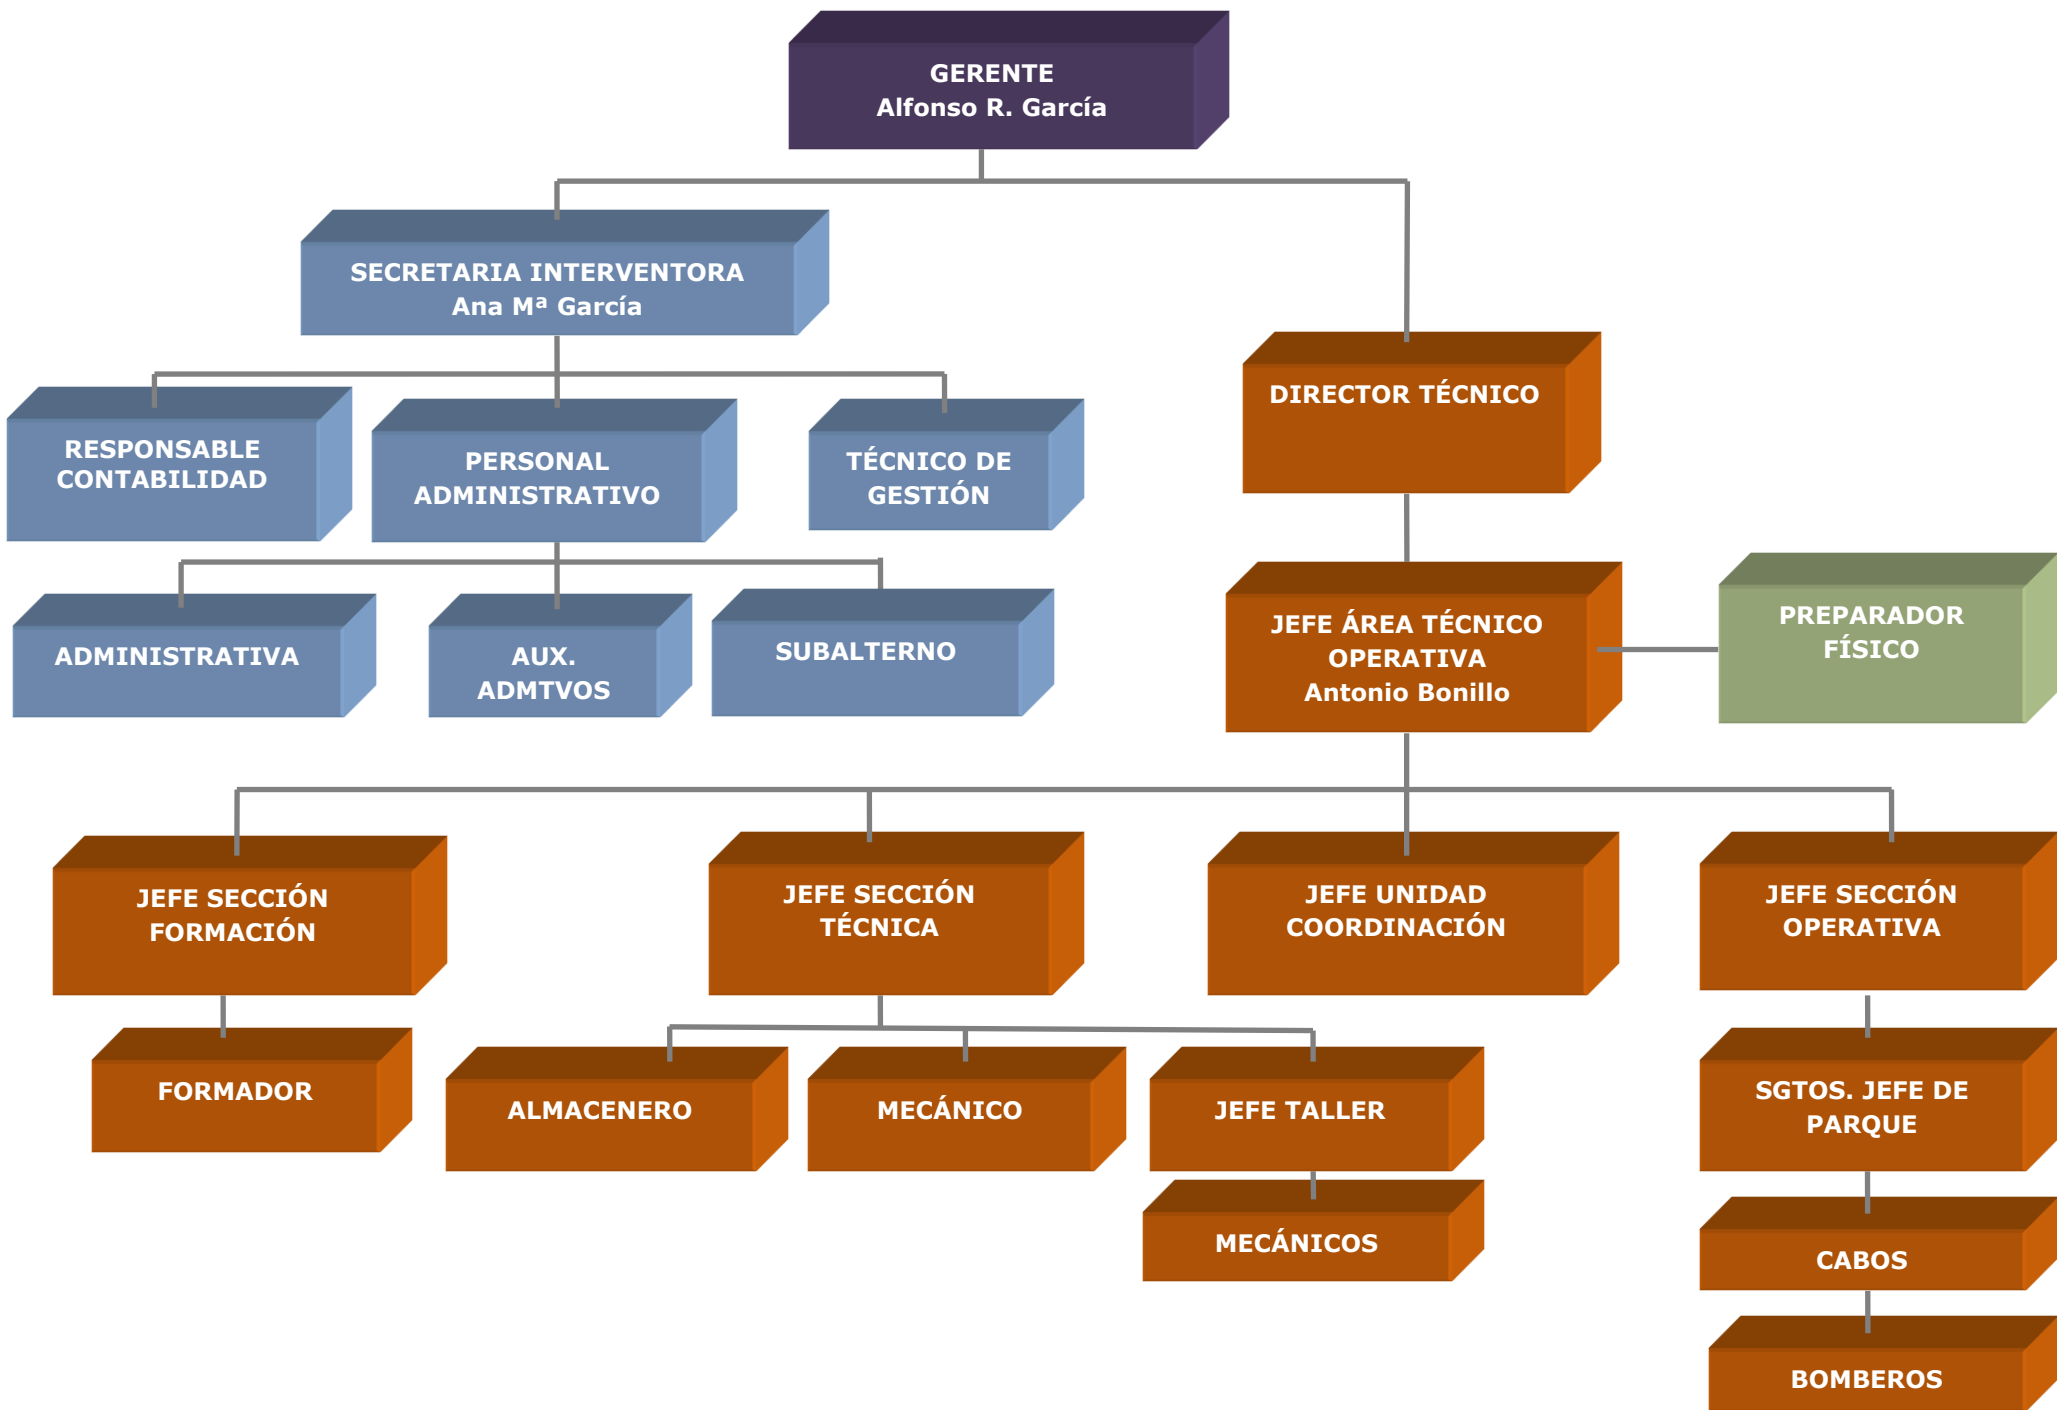 GERENTE
Alfonso R. García
SECRETARIA INTERVENTORA
Ana Mª García
DIRECTOR TÉCNICO
RESPONSABLE
CONTABILIDAD
PERSONAL
ADMINISTRATIVO
TÉCNICO DE
GESTIÓN
ADMINISTRATIVA
AUX.
ADMTVOS
SUBALTERNO
JEFE ÁREA TÉCNICO
OPERATIVA
Antonio Bonillo
PREPARADOR
FÍSICO
JEFE SECCIÓN
FORMACIÓN
JEFE SECCIÓN
TÉCNICA
JEFE UNIDAD
COORDINACIÓN
JEFE SECCIÓN
OPERATIVA
FORMADOR
ALMACENERO
MECÁNICO
JEFE TALLER
SGTOS. JEFE DE
PARQUE
MECÁNICOS
CABOS
BOMBEROS